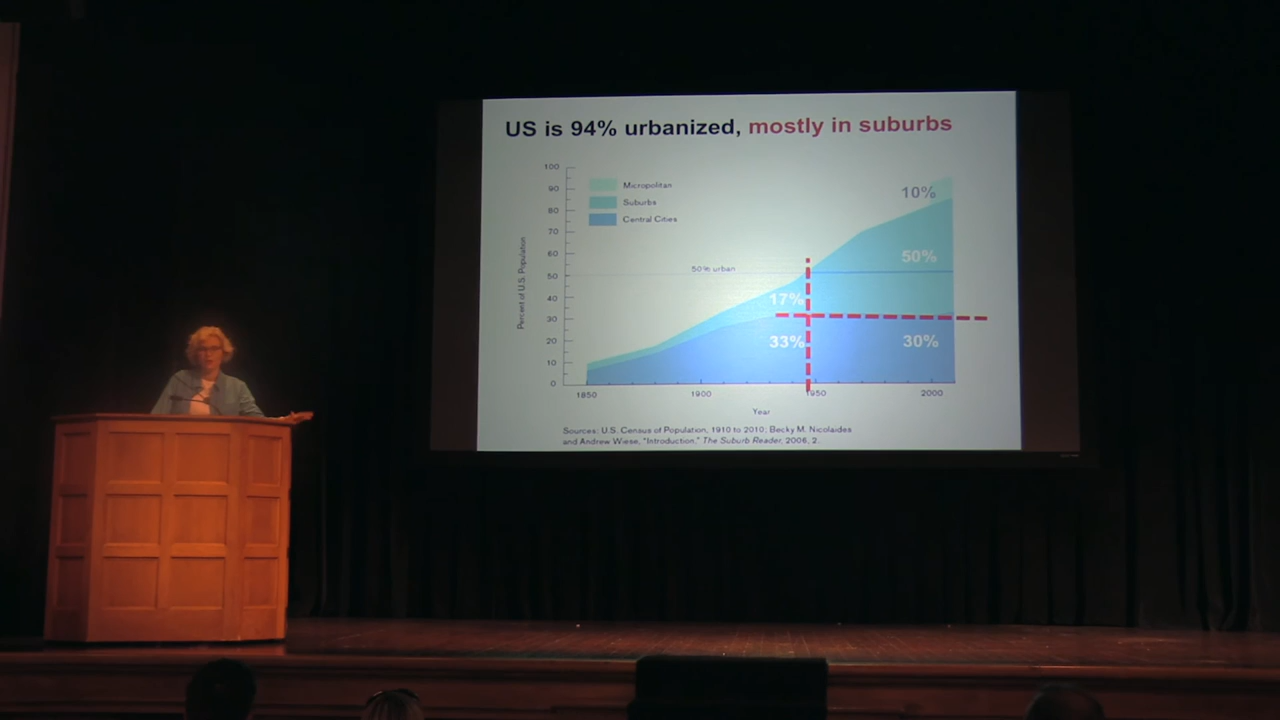 US is 94% urbanized, mostly in suburbs
100
90
80
70
60
50
40
30
20
10
0
Percent of U.S. Population
Micropolitan
Suburbs
Central Cities
50% urban
10%
50%
17%
33%
30%
1850
1900
1950
2000
Year
Sources: U.S. Census of Population, 1910 to 2010; Becky M. Nicolaides
and Andrew Wiese, "Introduction," The Suburb Reader, 2006, 2.